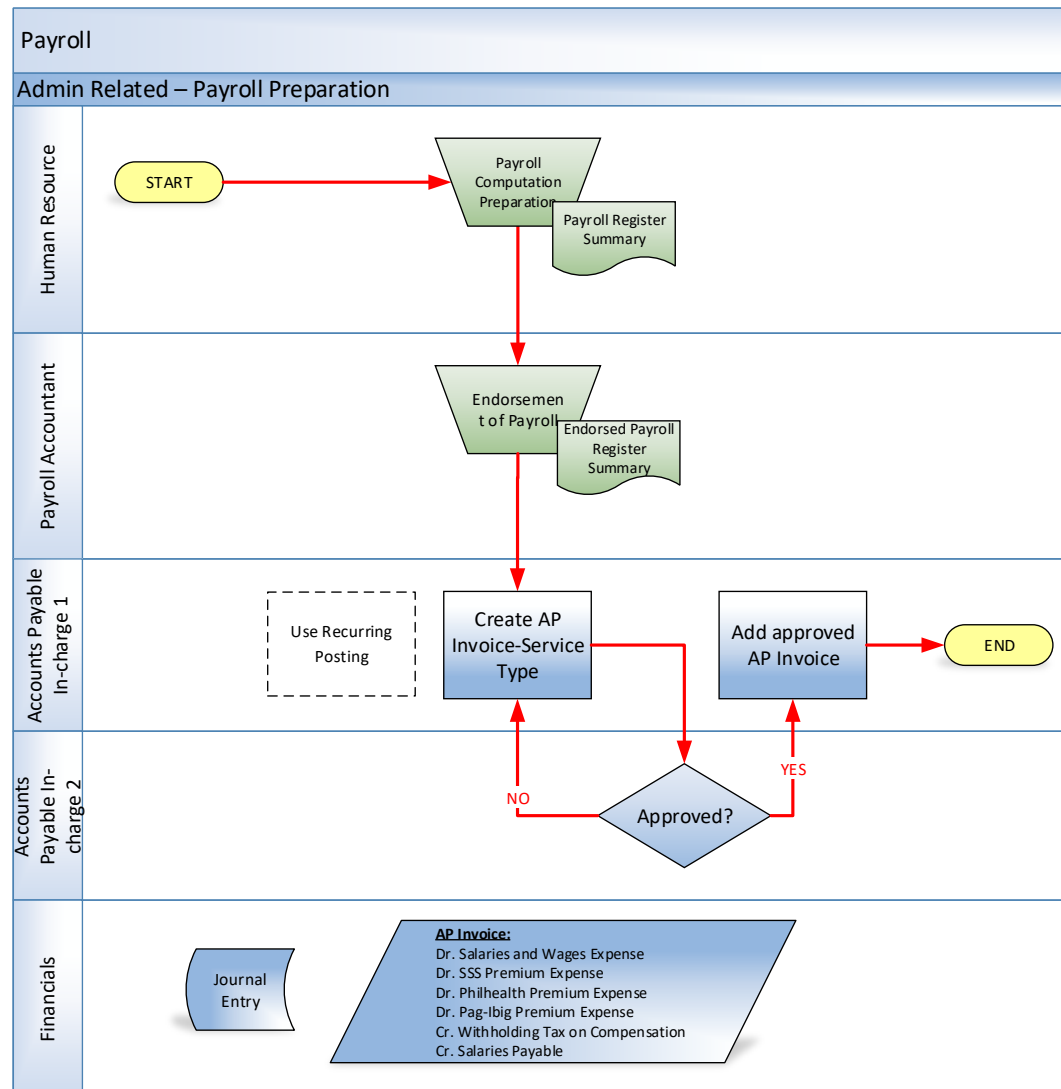 Payroll
Admin Related – Payroll Preparation
Human Resource
START
Payroll
Computation
Preparation
Payroll Register
Summary
Payroll Accountant
Endorsemen
t of Payroll
Endorsed Payroll
Register
Summary
Accounts Payable
In-charge 1
Use Recurring
Posting
Create AP
Invoice-Service
Type
Add approved
AP Invoice
END
Accounts
Payable In-
charge 2
NO
Approved?
YES
Financials
Journal
Entry
AP Invoice:
Dr. Salaries and Wages Expense
Dr. SSS Premium Expense
Dr. Philhealth Premium Expense
Dr. Pag-Ibig Premium Expense
Cr. Withholding Tax on Compensation
Cr. Salaries Payable